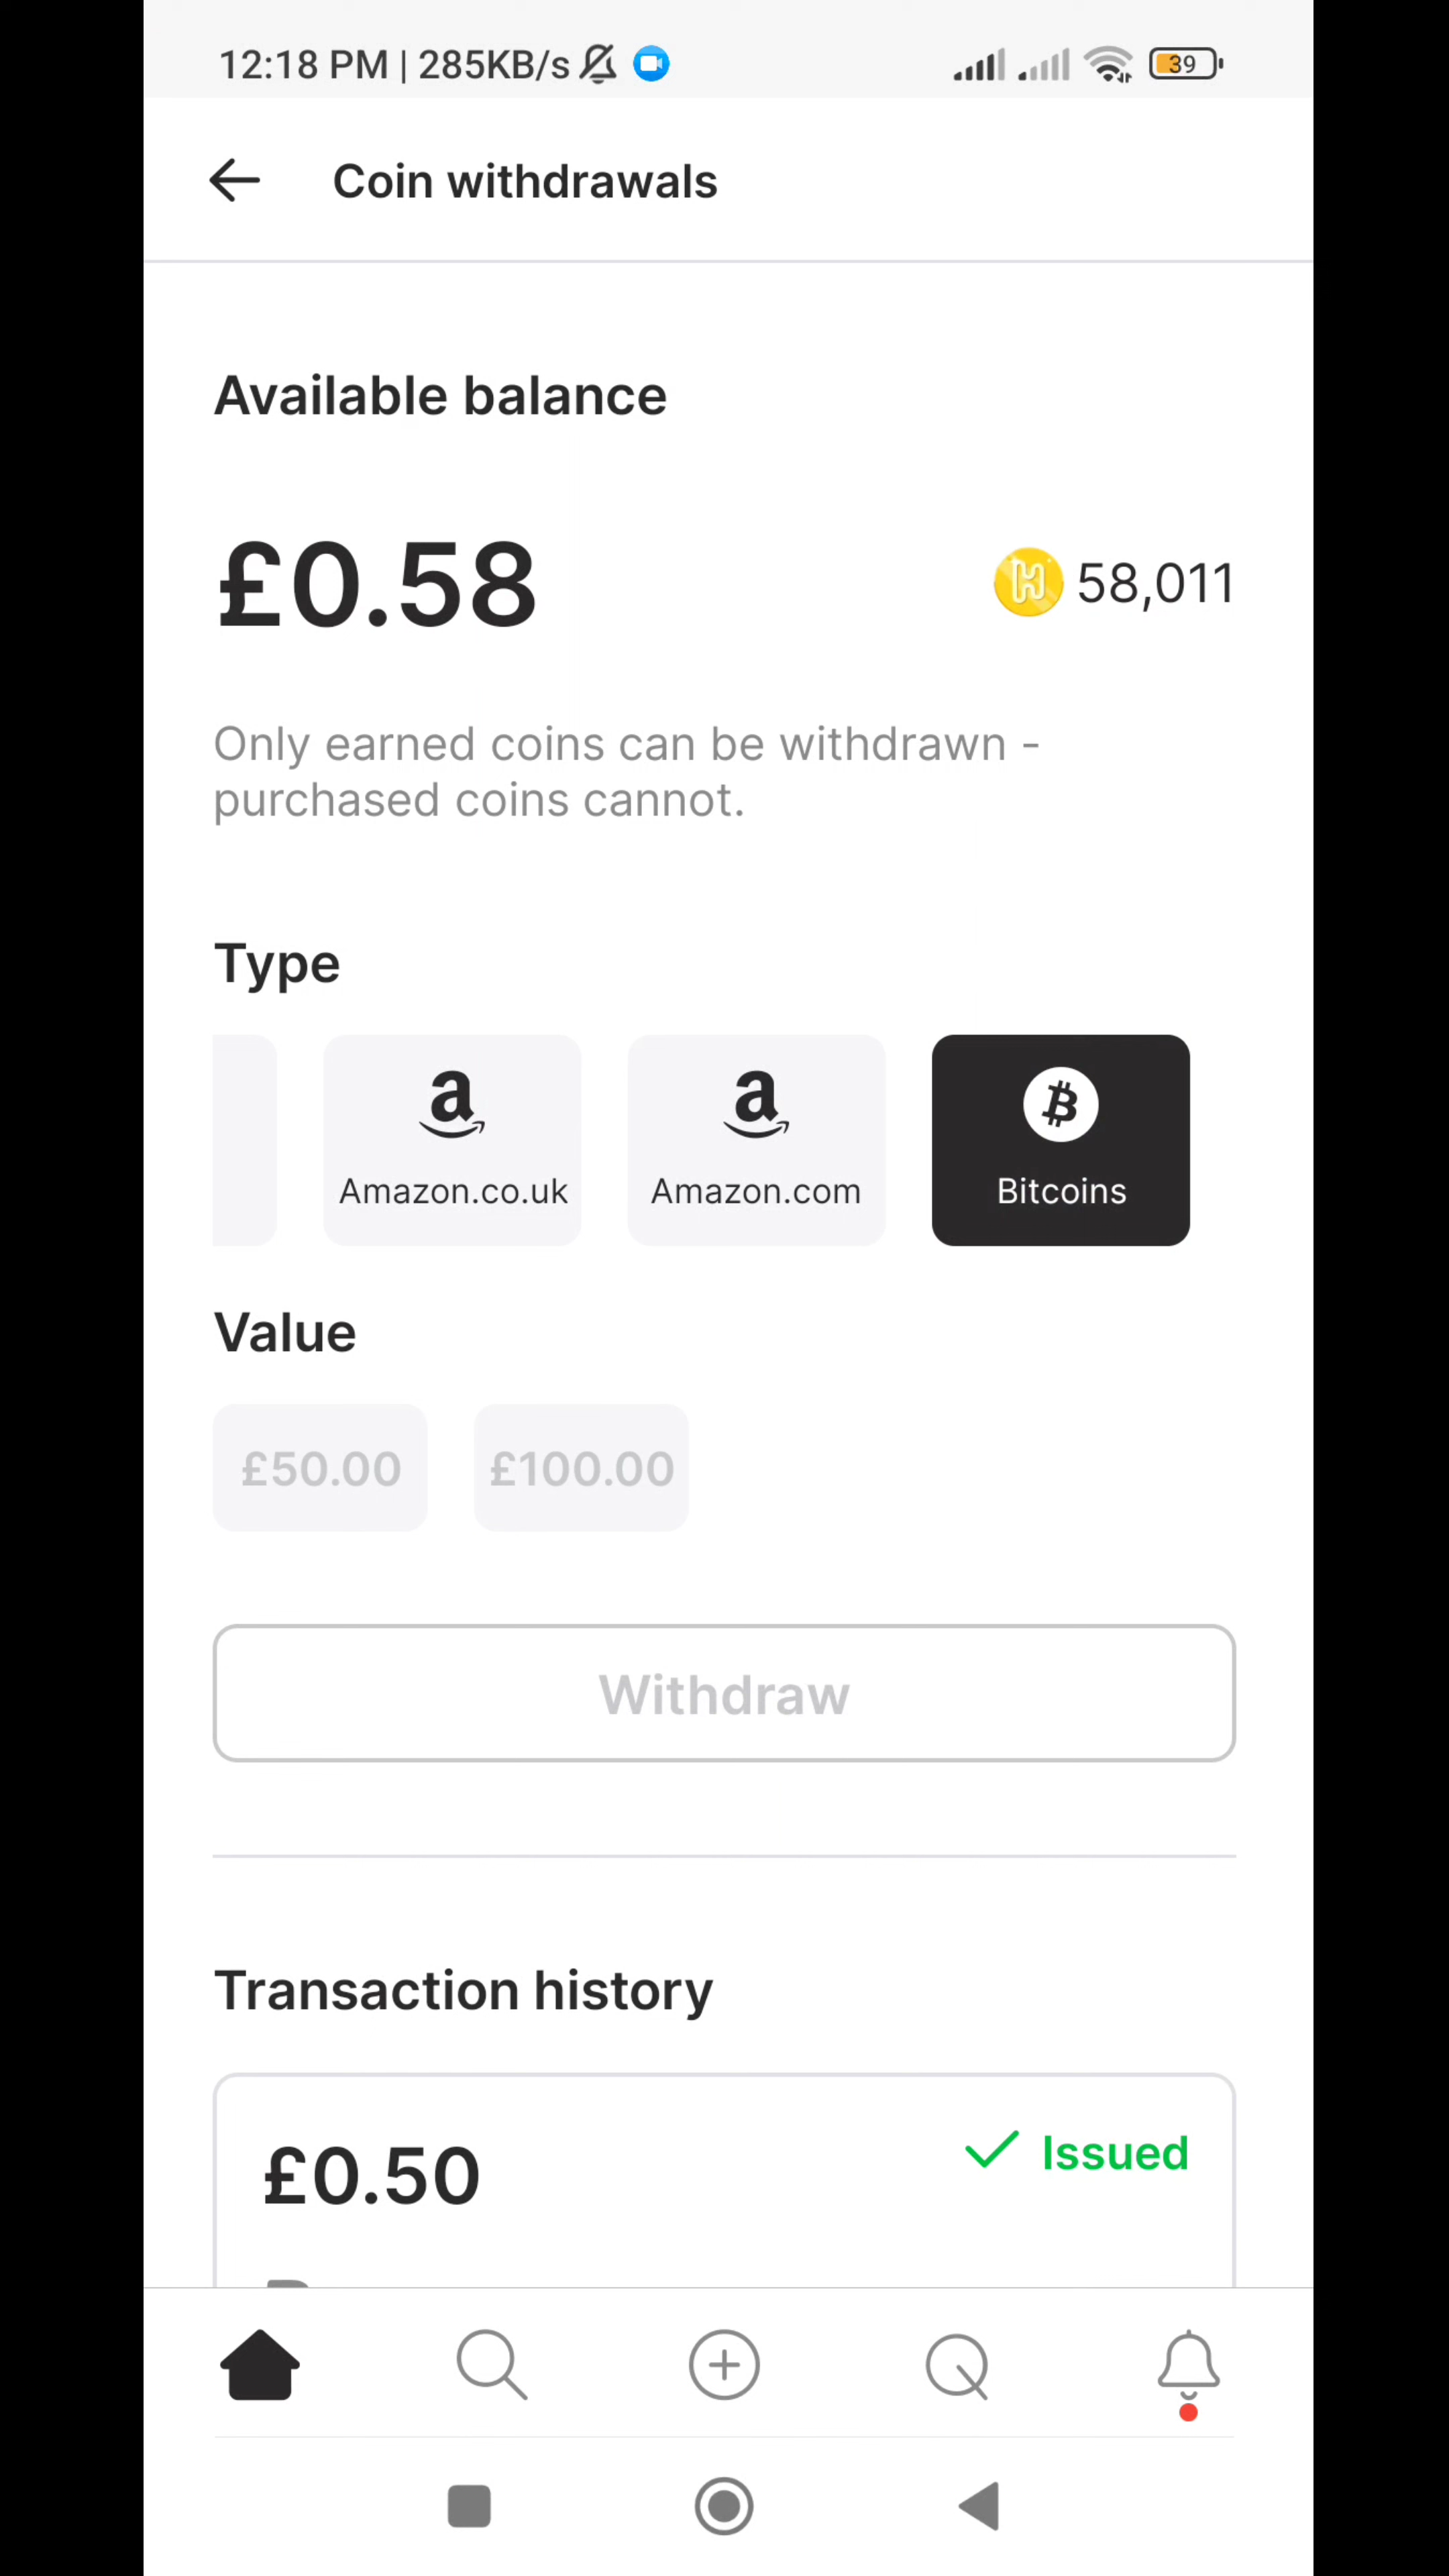 12:18 PM | 285KB/s
39
Coin withdrawals
Available balance
£0.58
58,011
Only earned coins can be withdrawn -
purchased coins cannot.
Type
Amazon.co.uk
Amazon.com
Bitcoins
Value
£50.00
£100.00
Withdraw
Transaction history
£0.50
Issued